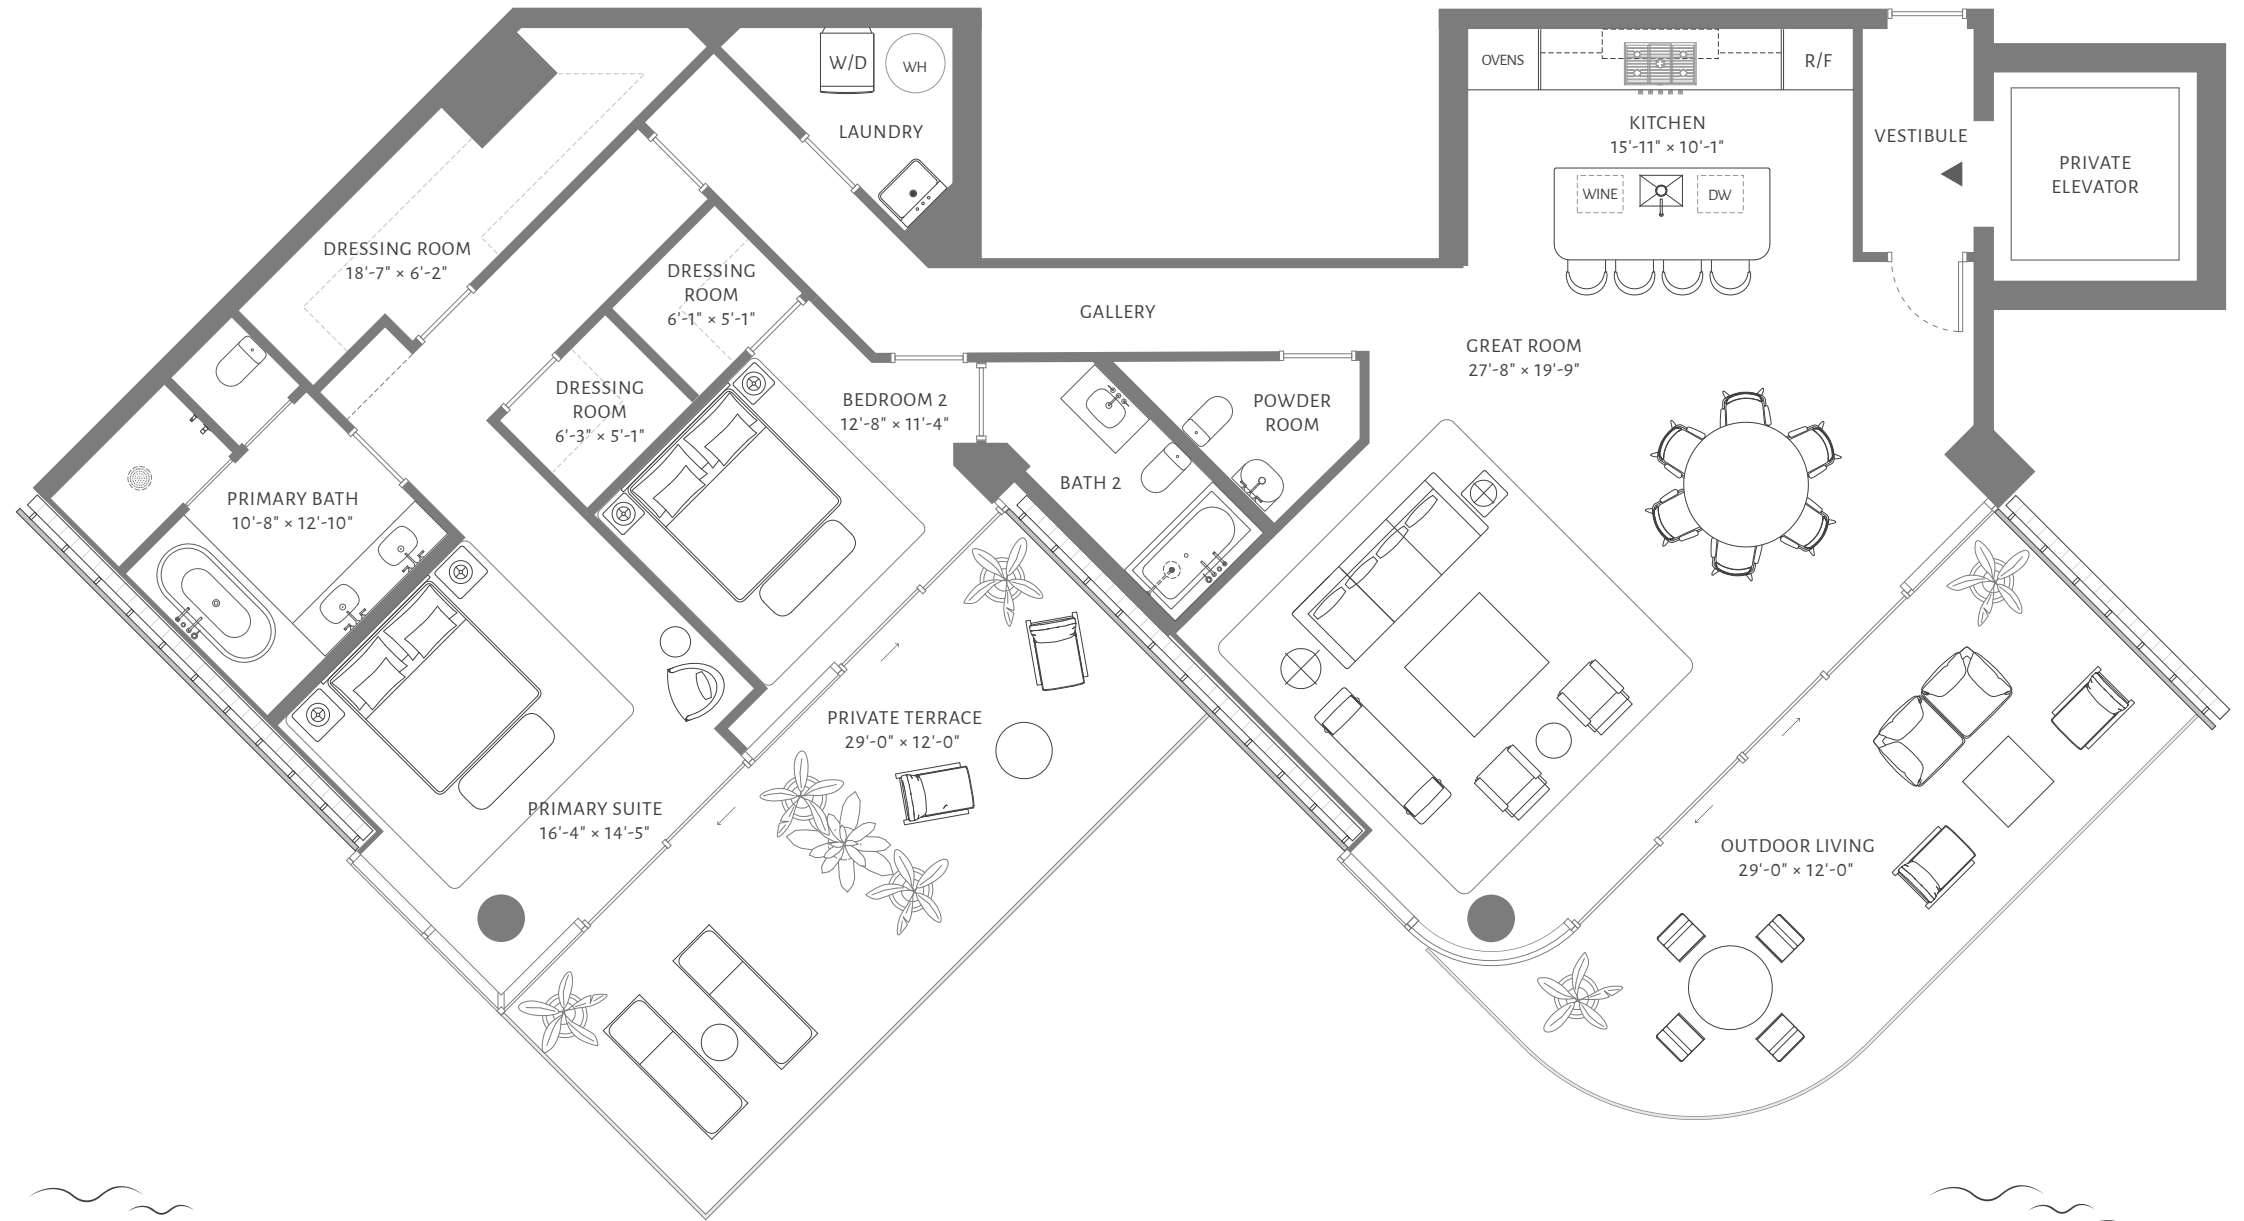 W/D
WH
LAUNDRY
OVENS
R/F
KITCHEN
15'-11" × 10'-1"
WINE
DW
VESTIBULE
PRIVATE
ELEVATOR
DRESSING ROOM
18'-7" × 6'-2"
DRESSING
ROOM
6'-1" × 5'-1"
GALLERY
GREAT ROOM
27'-8" × 19'-9"
DRESSING
ROOM
6'-3" × 5'-1"
BEDROOM 2
12'-8" × 11'-4"
POWDER
ROOM
BATH 2
PRIMARY BATH
10'-8" × 12'-10"
PRIVATE TERRACE
29'-0" × 12'-0"
PRIMARY SUITE
16'-4" × 14'-5"
OUTDOOR LIVING
29'-0" × 12'-0"